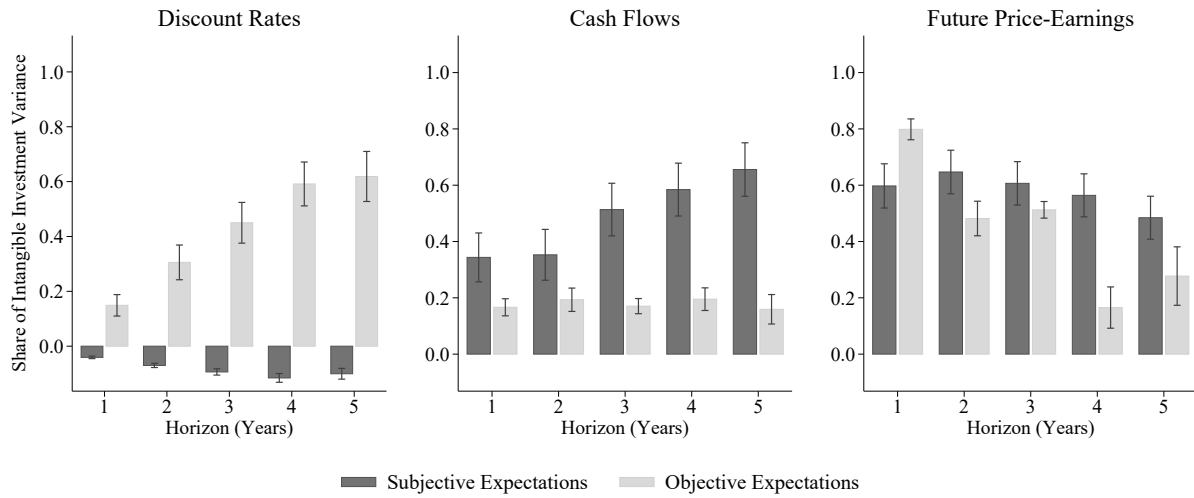 Discount Rates
Cash Flows
Future Price-Earnings
Share of Intangible Investment Variance
1.0
0.8
0.6
0.4
0.2
0.0
1 2 3 4 5
Horizon (Years)
1.0
0.8
0.6
0.4
0.2
0.0
1 2 3 4 5
Horizon (Years)
1.0
0.8
0.6
0.4
0.2
0.0
1 2 3 4 5
Horizon (Years)
Subjective Expectations Objective Expectations